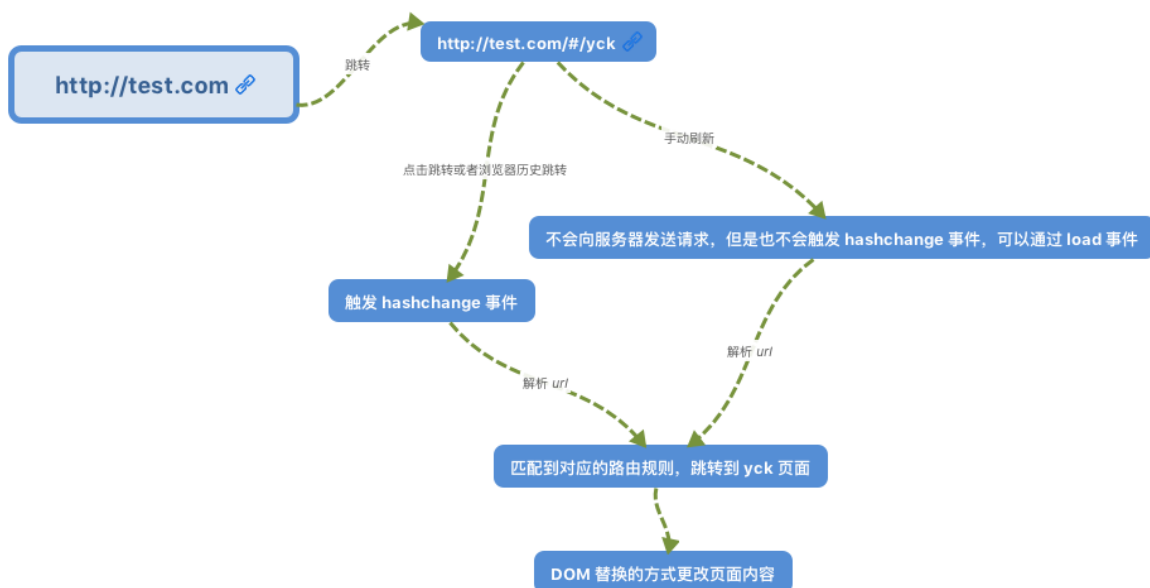 http://test.com/#/yck
http://test.com
跳转
手动刷新
点击跳转或者浏览器历史跳转
不会向服务器发送请求，但是也不会触发 hashchange 事件，可以通过 load 事件
触发 hashchange 事件
解析 url
解析 url
匹配到对应的路由规则，跳转到 yck 页面
DOM 替换的方式更改页面内容